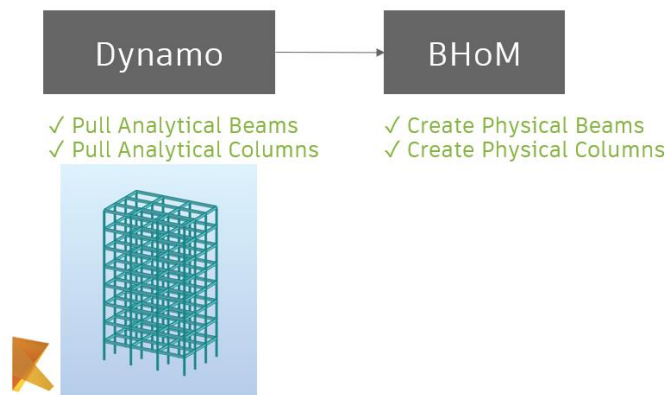 Dynamo
BHoM
✓ Pull Analytical Beams
✓ Pull Analytical Columns
✓ Create Physical Beams
✓ Create Physical Columns